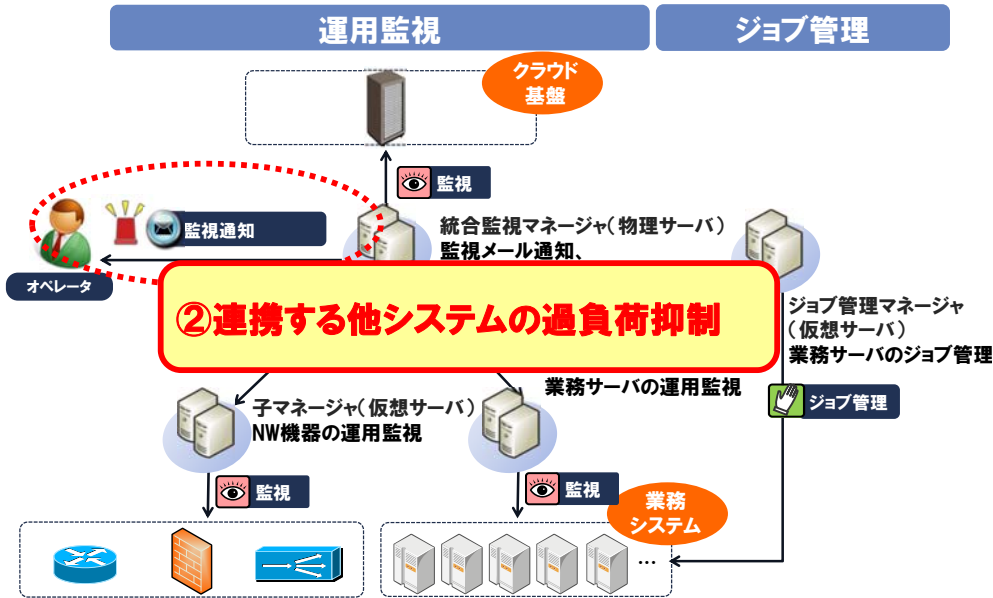 運用監視
ジョブ管理
クラウド
基盤
監視
監視通知
オペレータ
統合監視マネージャ(物理サーバ)
監視メール通知、
②連携する他システムの過負荷抑制
ジョブ管理マネージャ
(仮想サーバ)
業務サーバのジョブ管理
業務サーバの運用監視
ジョブ管理
子マネージャ(仮想サーバ)
NW機器の運用監視
監視
監視
業務
システム
…